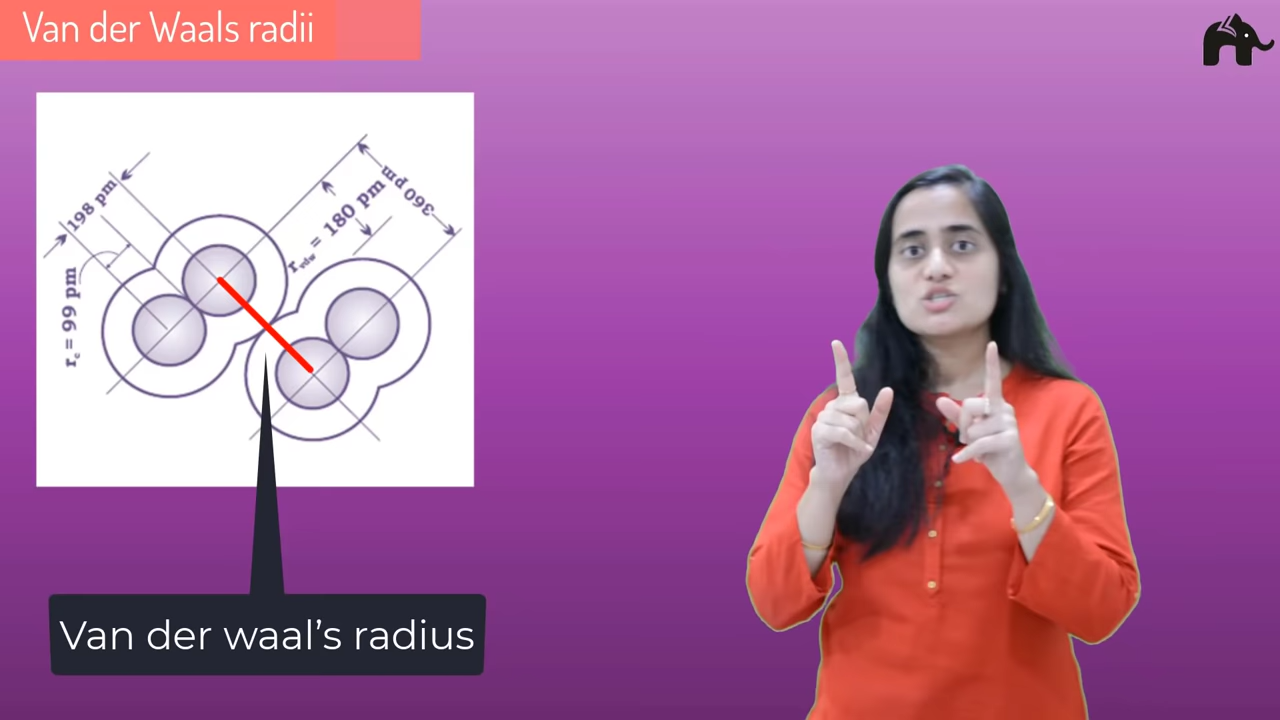 Van der Waals radii
198 pm
r_c = 99 pm
r_vdw = 180 pm
360 pm
Van der waal's radius